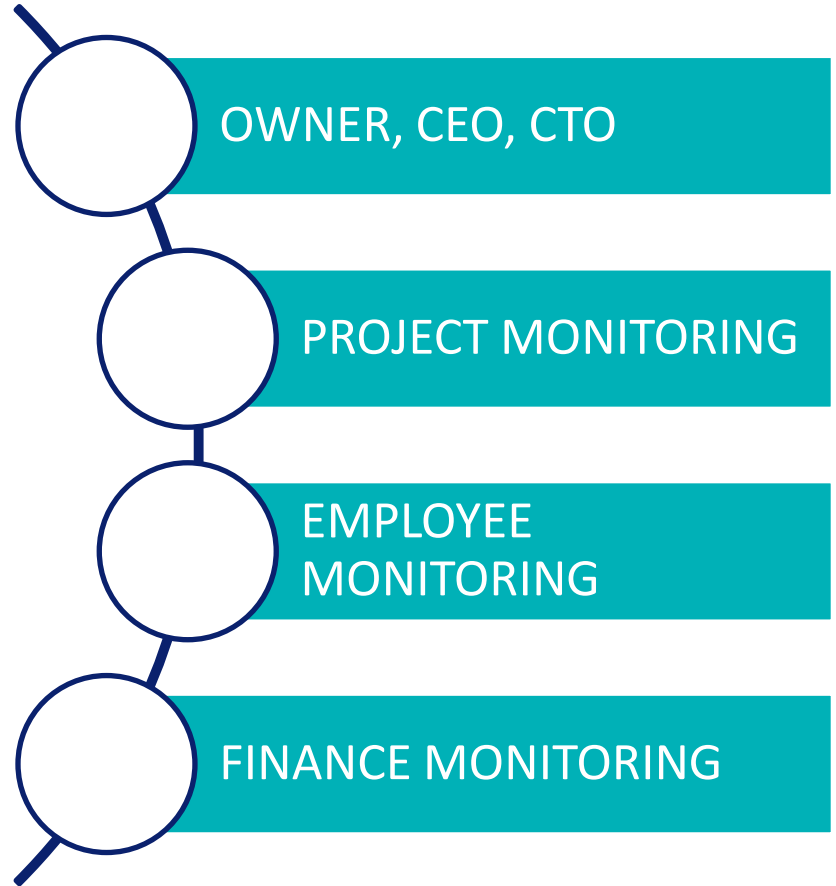 OWNER, CEO, CTO
PROJECT MONITORING
EMPLOYEE
MONITORING
FINANCE MONITORING